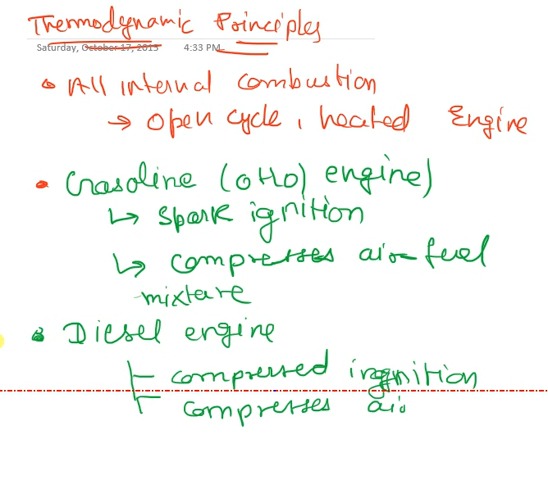 Thermodynamic Principles
Saturday, October 17, 2015 4:33 PM
All internal combustion
→ Open cycle, heated Engine
Gasoline (OttO) engine)
↳ Spark ignition
↳ compresses air-fuel
mixture
Diesel engine
compressed ingnition
compresses air